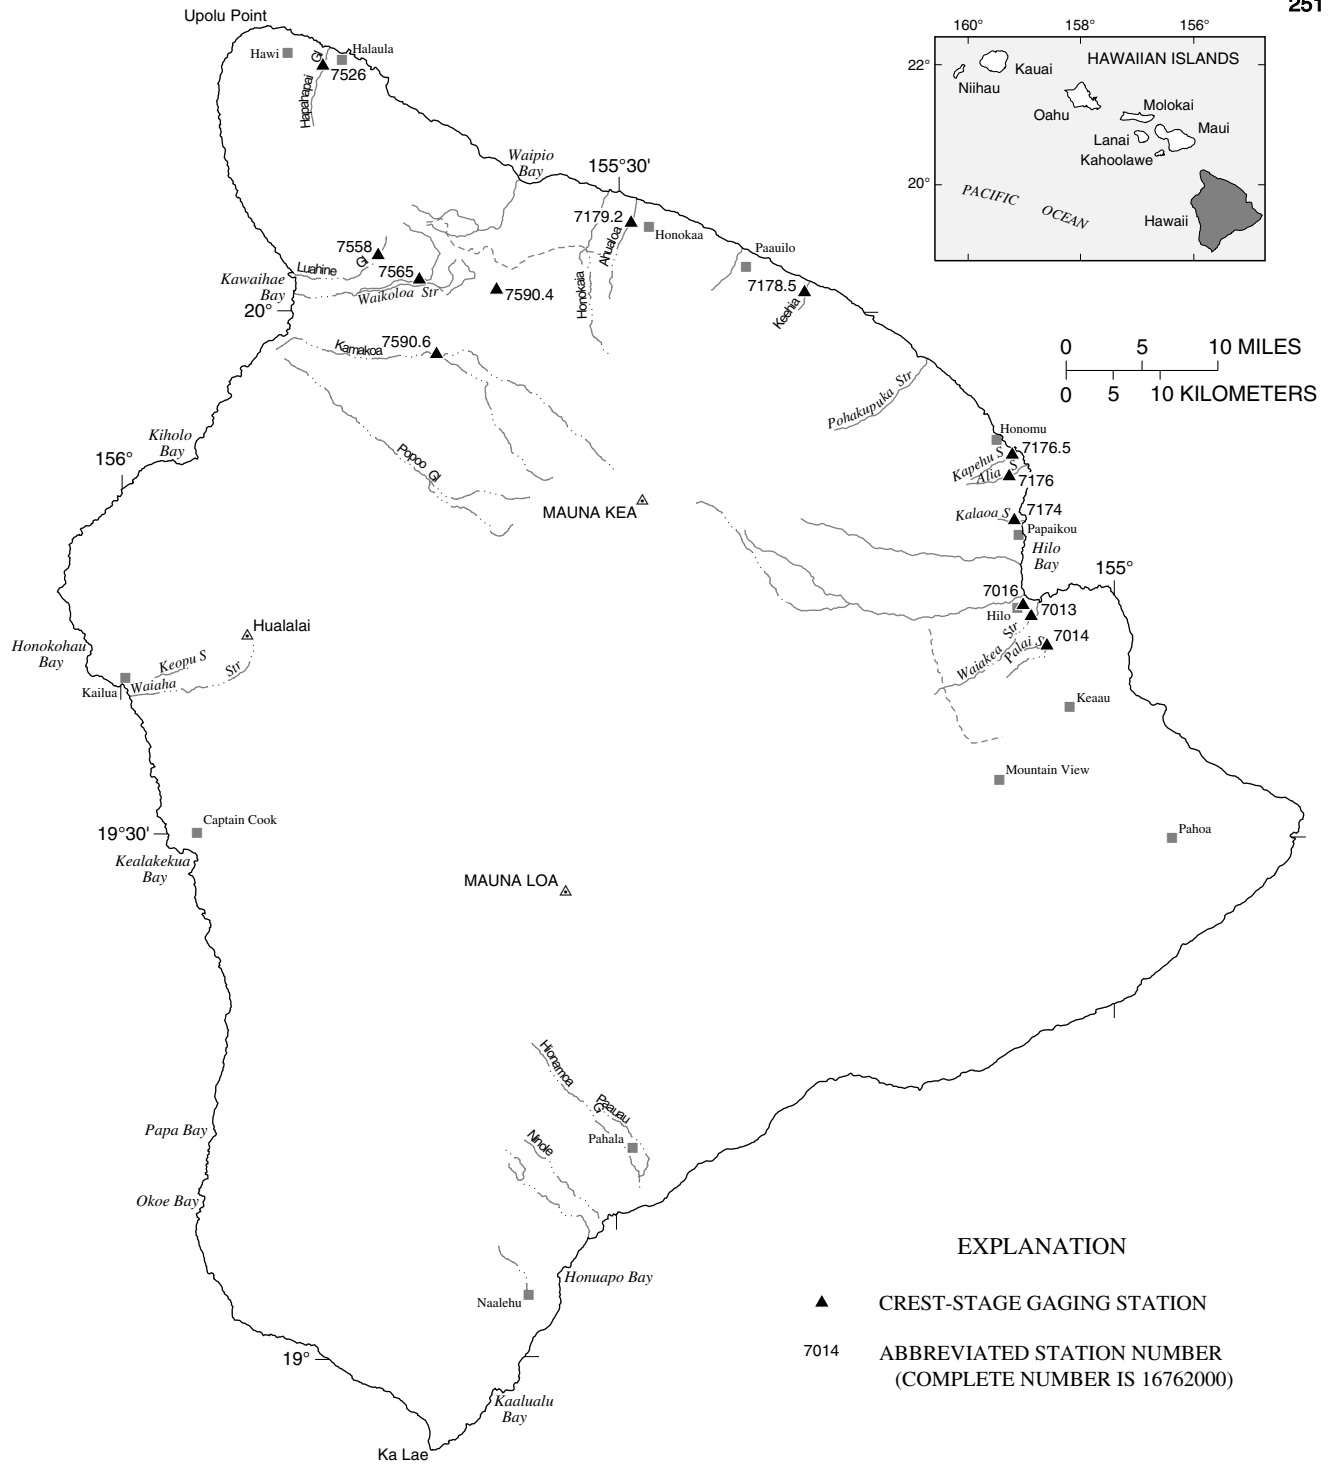 251
Upolu Point
Hawi
Halaula
7526
Hapahapai Gl
160°
158°
156°
22°
20°
HAWAIIAN ISLANDS
Kauai
Niihau
Oahu
Molokai
Lanai
Maui
Kahoolawe
PACIFIC OCEAN
Hawaii
Waipio
Bay
155°30'
7179.2
Honokaa
Ahualoa
Honokaia
Paauilo
7558
Luahine Gl
7565
Waikoloa Str
7590.4
7178.5
Keehia
Kawaihae
Bay
20°
Kamakoa
7590.6
0 5 10 MILES
0 5 10 KILOMETERS
Pohakupuka Str
Kiholo
Bay
156°
Popoo Gl
Honomu
7176.5
Kapehu S
Alia S
7176
MAUNA KEA
Kalaoa S
7174
Papaikou
Hilo
Bay
155°
7016
7013
Hilo
7014
Waiakea Str
Palai S
Hualalai
Honokohau
Bay
Keopu S
Waiaha Str
Kailua
Keaau
Mountain View
Captain Cook
19°30'
Pahoa
Kealakekua
Bay
MAUNA LOA
Hionamoa
Paauau
G
Pahala
Ninole
Papa Bay
Okoe Bay
Honuapo Bay
Naalehu
19°
Kaalualu
Bay
Ka Lae
EXPLANATION
CREST-STAGE GAGING STATION
7014 ABBREVIATED STATION NUMBER
(COMPLETE NUMBER IS 16762000)